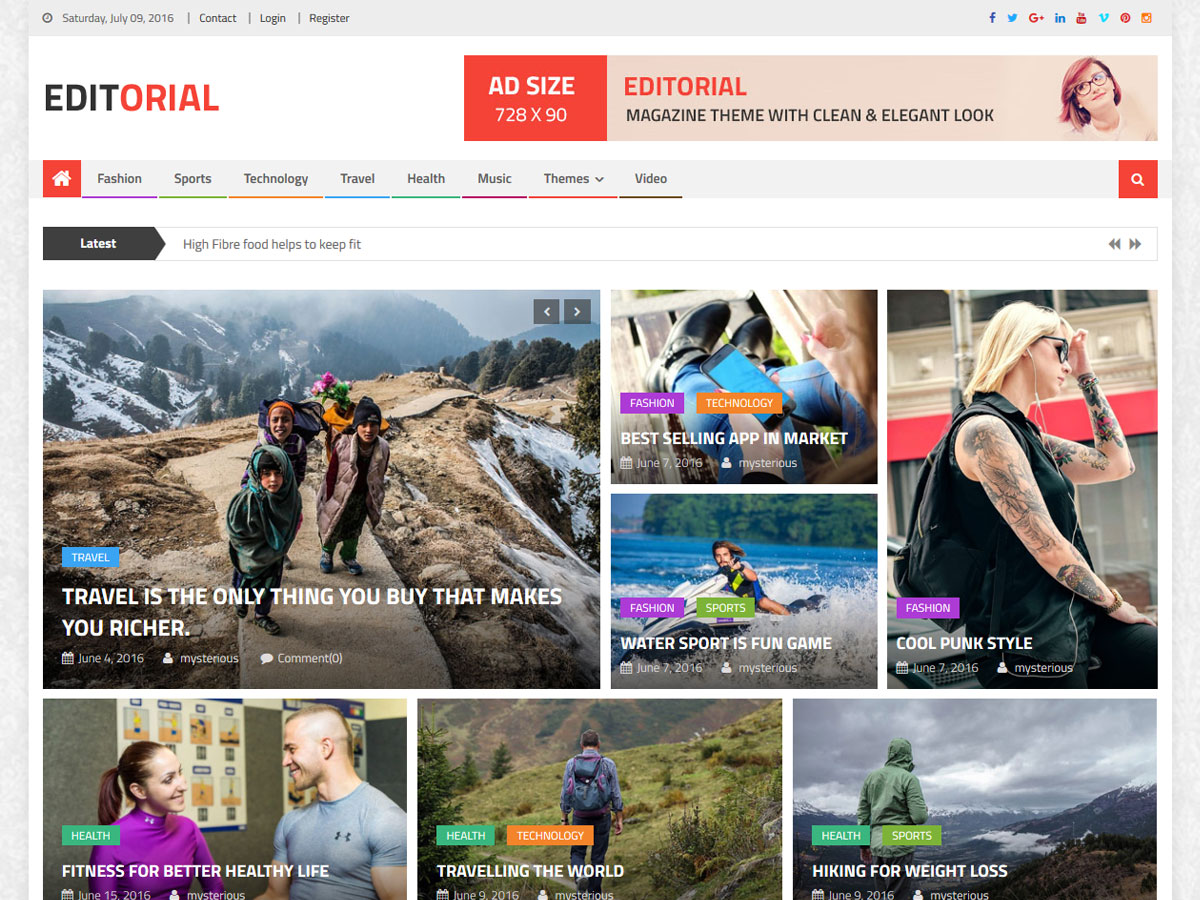 Saturday, July 09, 2016 | Contact | Login | Register
EDITORIAL
AD SIZE
728 X 90
EDITORIAL
MAGAZINE THEME WITH CLEAN & ELEGANT LOOK
Fashion Sports Technology Travel Health Music Themes Video
Latest High Fibre food helps to keep fit
TRAVEL
TRAVEL IS THE ONLY THING YOU BUY THAT MAKES
YOU RICHER.
June 4, 2016 mysterious Comment(0)
FASHION TECHNOLOGY
BEST SELLING APP IN MARKET
June 7, 2016 mysterious
FASHION SPORTS
WATER SPORT IS FUN GAME
June 7, 2016 mysterious
FASHION
COOL PUNK STYLE
June 7, 2016 mysterious
HEALTH
FITNESS FOR BETTER HEALTHY LIFE
June 15, 2016 mysterious
HEALTH TECHNOLOGY
TRAVELLING THE WORLD
June 9, 2016 mysterious
HEALTH SPORTS
HIKING FOR WEIGHT LOSS
June 9, 2016 mysterious